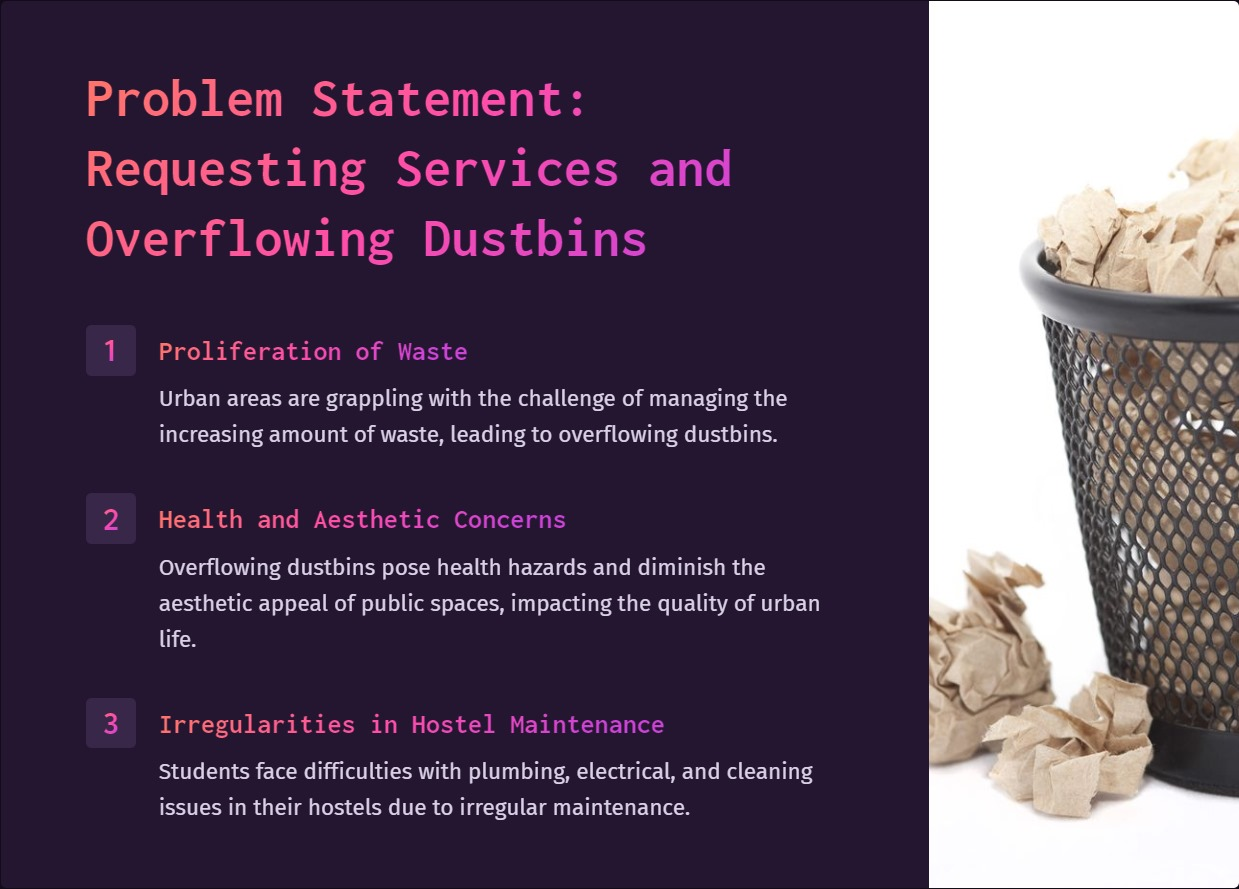 Problem Statement:
Requesting Services and
Overflowing Dustbins
1
Proliferation of Waste
Urban areas are grappling with the challenge of managing the
increasing amount of waste, leading to overflowing dustbins.
2
Health and Aesthetic Concerns
Overflowing dustbins pose health hazards and diminish the
aesthetic appeal of public spaces, impacting the quality of urban
life.
3
Irregularities in Hostel Maintenance
Students face difficulties with plumbing, electrical, and cleaning
issues in their hostels due to irregular maintenance.